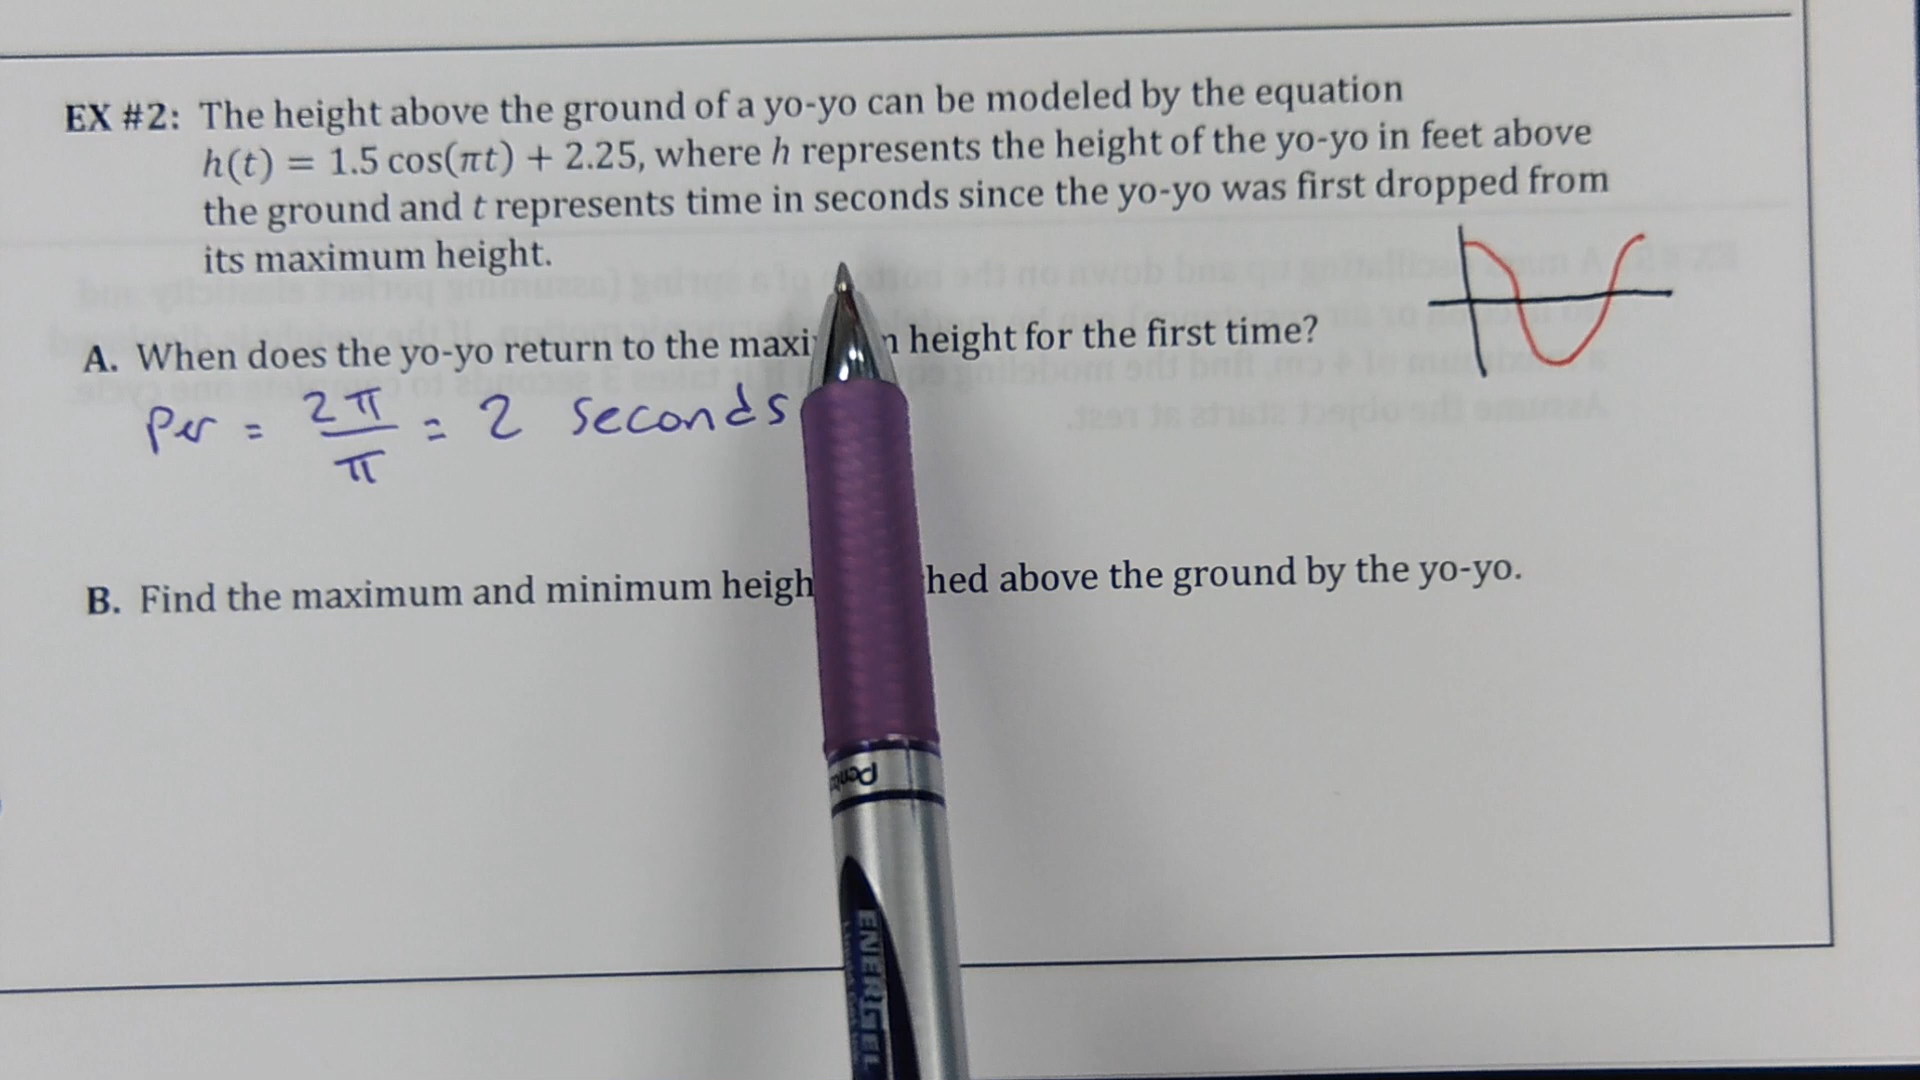 EX #2: The height above the ground of a yo-yo can be modeled by the equation
h(t) = 1.5 cos(πt) + 2.25, where h represents the height of the yo-yo in feet above
the ground and t represents time in seconds since the yo-yo was first dropped from
its maximum height.
A. When does the yo-yo return to the height for the first time?
Per = 2π/π = 2 seconds
B. Find the maximum and minimum above the ground by the yo-yo.
ENERGEL